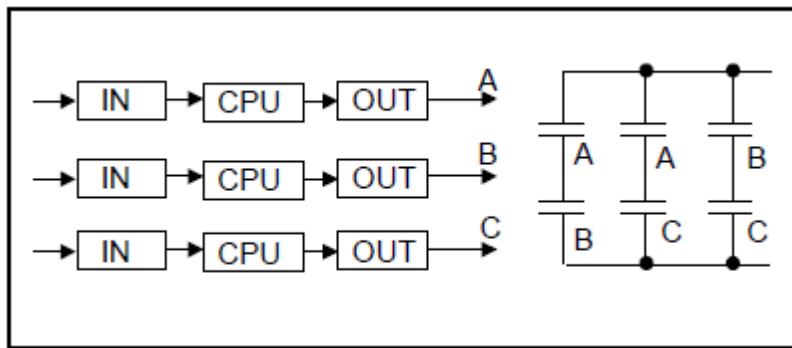 IN CPU OUT A
IN CPU OUT B
IN CPU OUT C
A A B
B C C